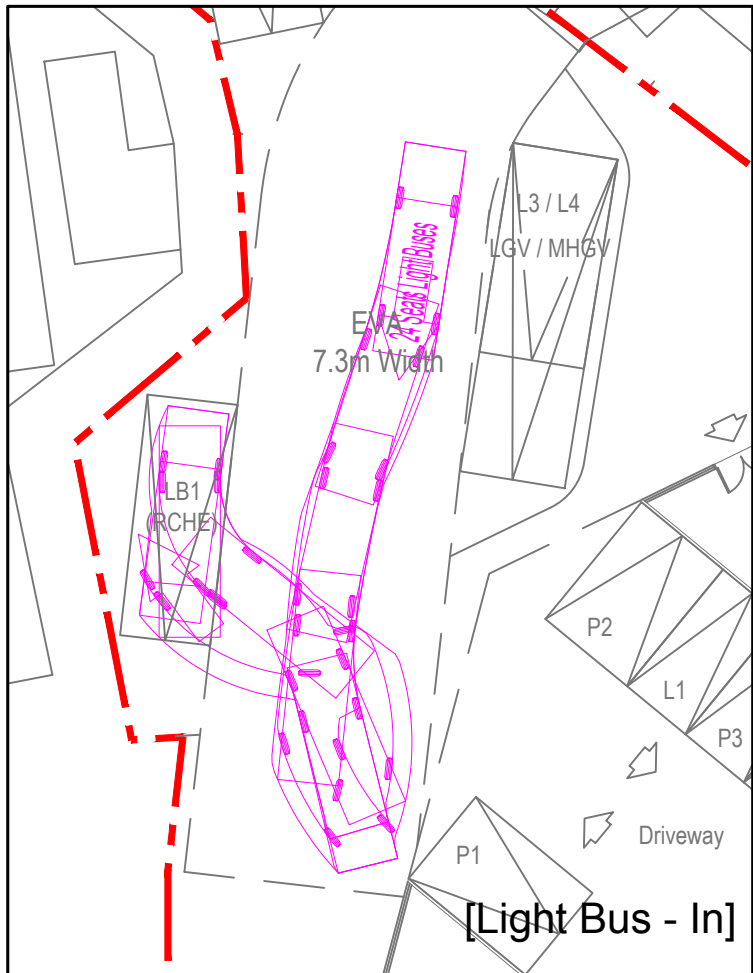 L3 / L4
LGV / MHGV
24 Seats Light Buses
EVA
7.3m Width
LB1
(RCHE)
P2
L1
P3
Driveway
P1
[Light Bus - In]